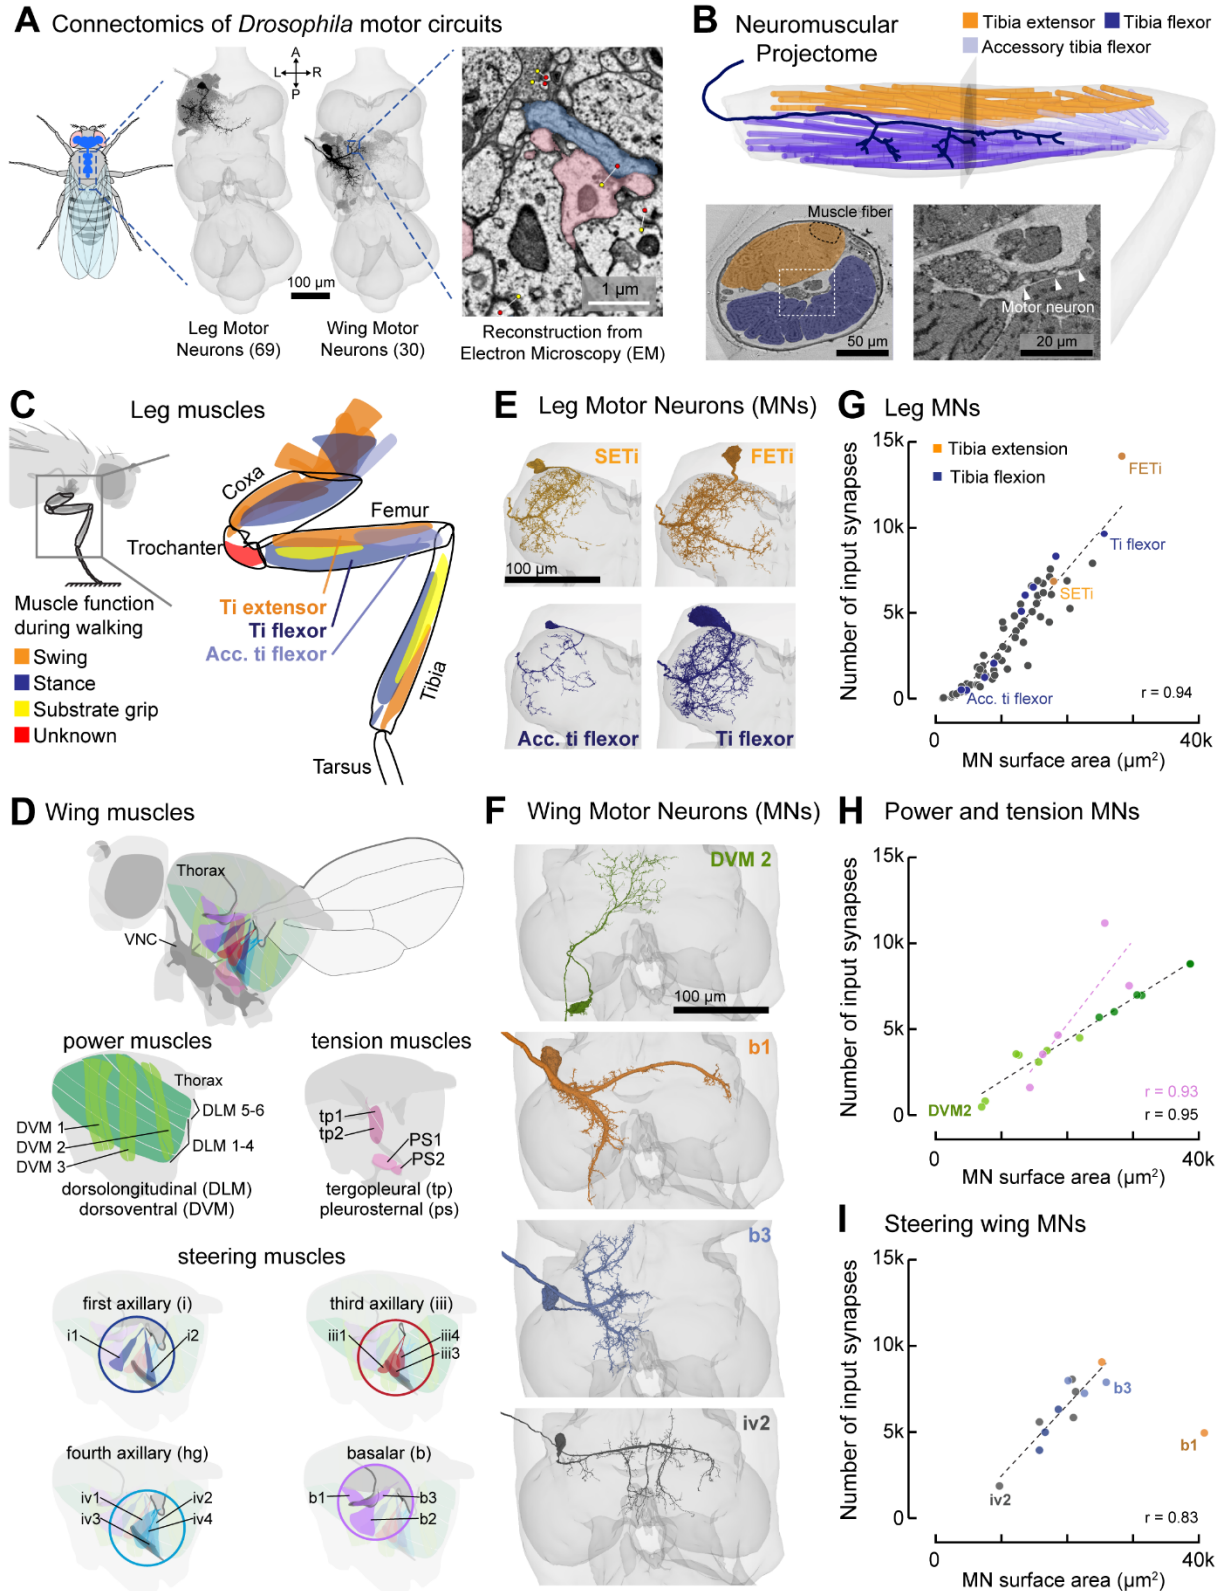 A Connectomics of Drosophila motor circuits
A
L R
P
100 µm
Leg Motor
Neurons (69)
Wing Motor
Neurons (30)
1 µm
Reconstruction from
Electron Microscopy (EM)
B Neuromuscular
Projectome
Tibia extensor
Tibia flexor
Accessory tibia flexor
Muscle fiber
50 µm
Motor neuron
20 µm
C Leg muscles
Coxa
Femur
Trochanter
Ti extensor
Ti flexor
Acc. ti flexor
Tibia
Tarsus
Muscle function
during walking
Swing
Stance
Substrate grip
Unknown
E Leg Motor Neurons (MNs)
SETi
FETi
100 µm
Acc. ti flexor
Ti flexor
G Leg MNs
Number of input synapses
15k
10k
5k
0
Tibia extension
Tibia flexion
FETi
Ti flexor
SETi
Acc. ti flexor
r = 0.94
0
40k
MN surface area (µm²)
D Wing muscles
Thorax
VNC
power muscles
Thorax
DLM 5-6
DVM 1
DVM 2
DVM 3
DLM 1-4
dorsolongitudinal (DLM)
dorsoventral (DVM)
tension muscles
tp1
tp2
PS1
PS2
tergopleural (tp)
pleurosternal (ps)
steering muscles
first axillary (i)
i1
i2
third axillary (iii)
iii1
iii4
iii3
fourth axillary (hg)
iv1
iv2
iv3
iv4
basalar (b)
b1
b3
b2
F Wing Motor Neurons (MNs)
DVM 2
100 µm
b1
b3
iv2
H Power and tension MNs
Number of input synapses
15k
10k
5k
0
DVM2
r = 0.93
r = 0.95
0
40k
MN surface area (µm²)
I Steering wing MNs
Number of input synapses
15k
10k
5k
0
b3
b1
iv2
r = 0.83
0
40k
MN surface area (µm²)